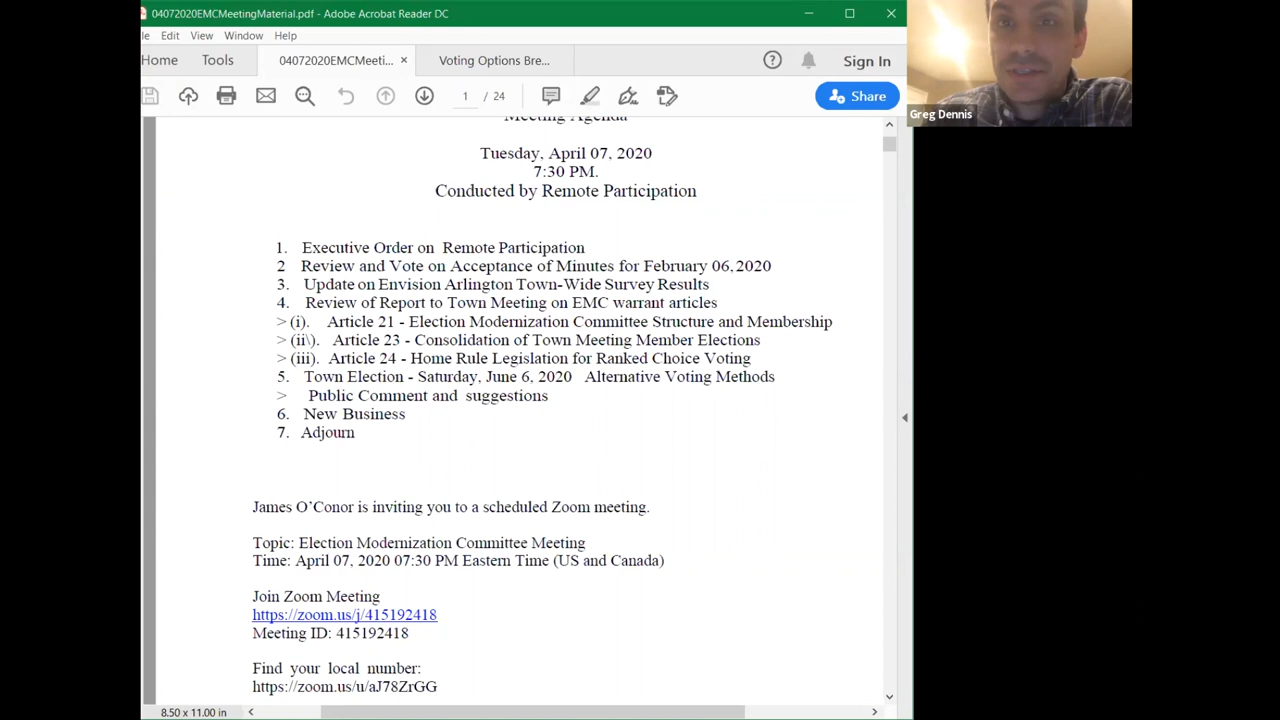 04072020EMCMeetingMaterial.pdf - Adobe Acrobat Reader DC
le Edit View Window Help
Home Tools 04072020EMCMeeti... × Voting Options Bre... Sign In
1 / 24 Share
Meeting Agenda
Tuesday, April 07, 2020
7:30 PM.
Conducted by Remote Participation
1. Executive Order on Remote Participation
2 Review and Vote on Acceptance of Minutes for February 06,2020
3. Update on Envision Arlington Town-Wide Survey Results
4. Review of Report to Town Meeting on EMC warrant articles
> (i). Article 21 - Election Modernization Committee Structure and Membership
> (ii\). Article 23 - Consolidation of Town Meeting Member Elections
> (iii). Article 24 - Home Rule Legislation for Ranked Choice Voting
5. Town Election - Saturday, June 6, 2020 Alternative Voting Methods
> Public Comment and suggestions
6. New Business
7. Adjourn
James O’Conor is inviting you to a scheduled Zoom meeting.
Topic: Election Modernization Committee Meeting
Time: April 07, 2020 07:30 PM Eastern Time (US and Canada)
Join Zoom Meeting
https://zoom.us/j/415192418
Meeting ID: 415192418
Find your local number:
https://zoom.us/u/aJ78ZrGG
8.50 x 11.00 in
Greg Dennis